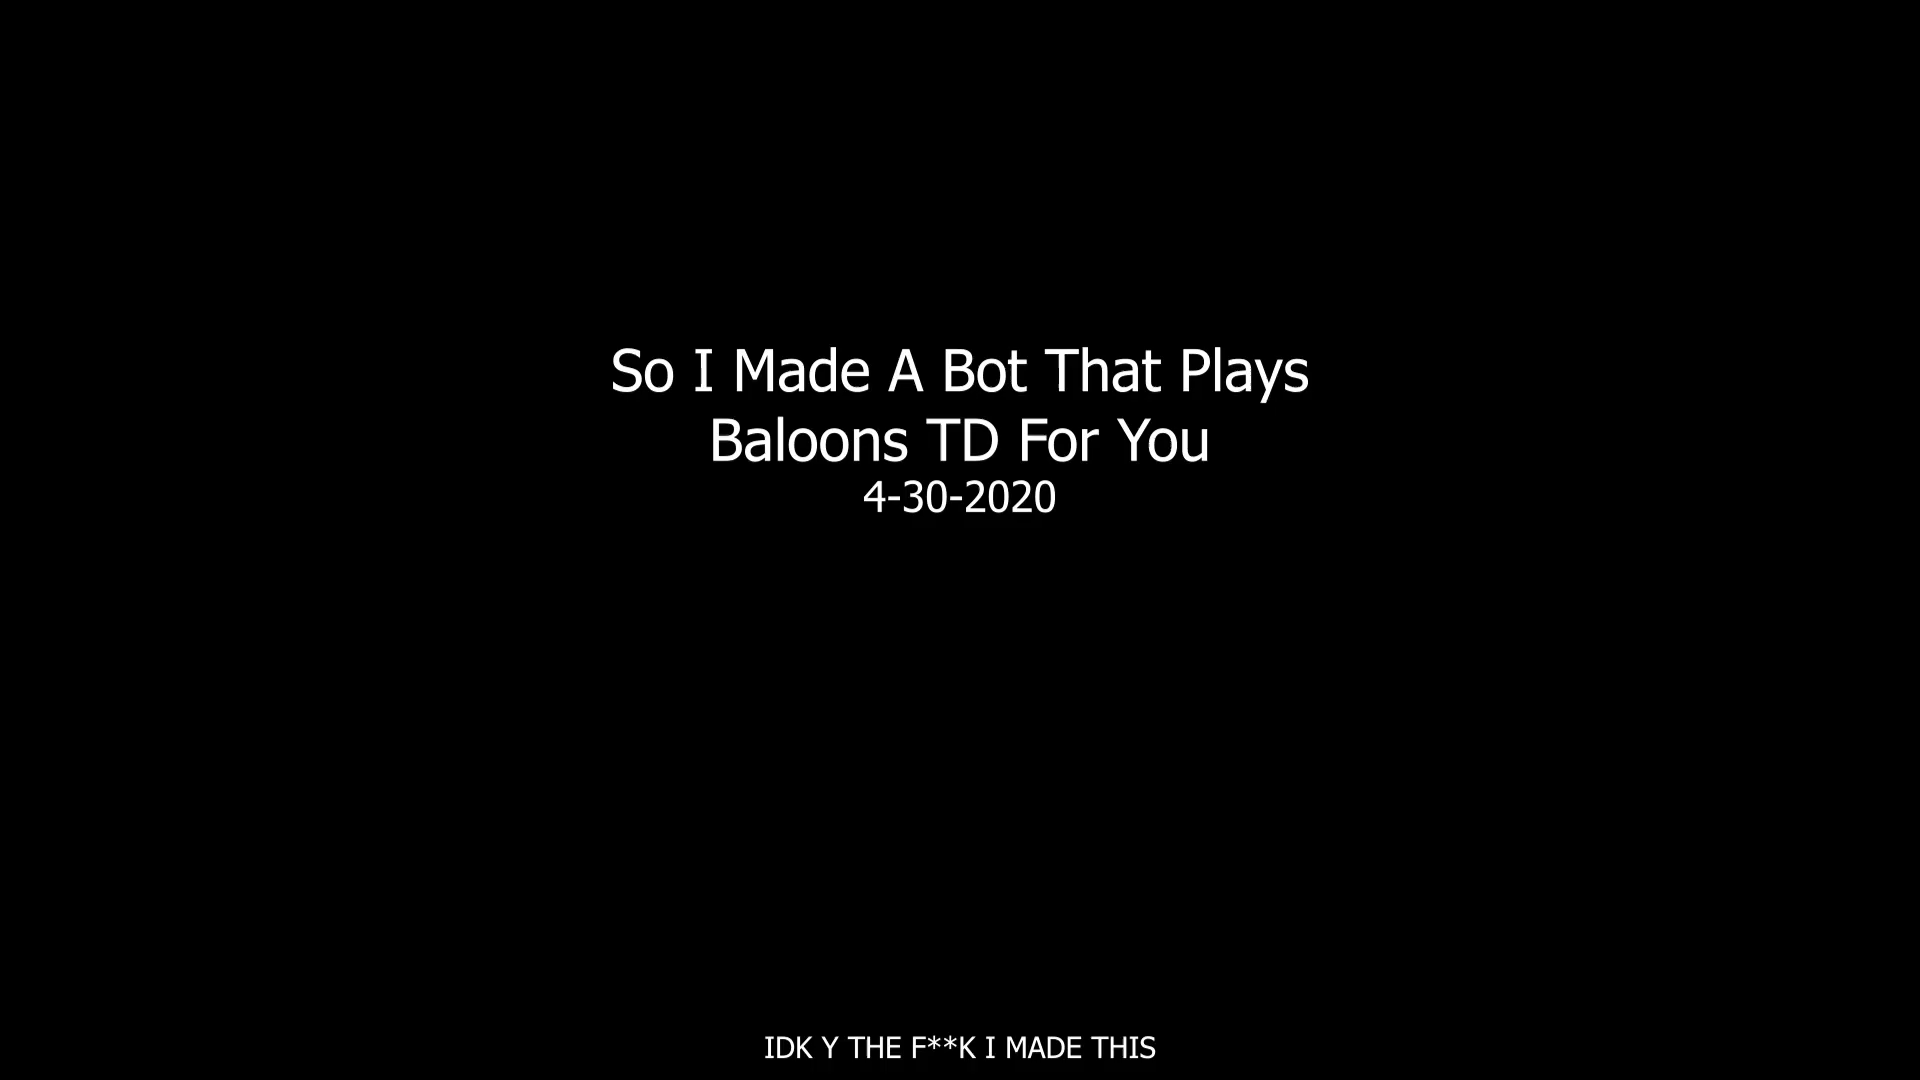 So I Made A Bot That Plays
Baloons TD For You
4-30-2020
IDK Y THE F**K I MADE THIS